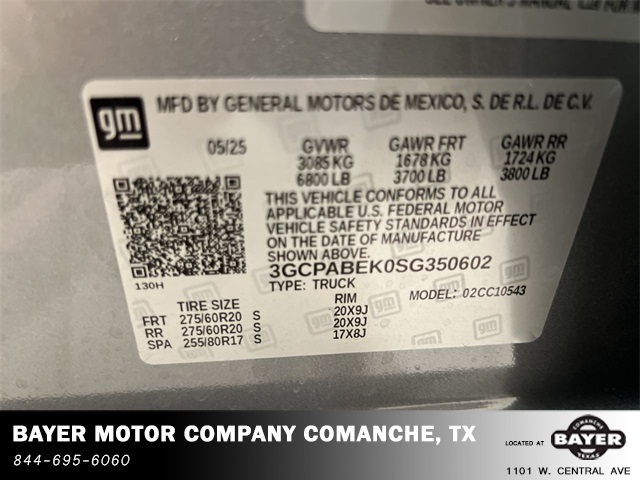 gm
MFD BY GENERAL MOTORS DE MEXICO, S. DE R.L. DE C.V.
05/25 GVWR GAWR FRT GAWR RR
3085 KG 1678 KG 1724 KG
6800 LB 3700 LB 3800 LB
THIS VEHICLE CONFORMS TO ALL
APPLICABLE U.S. FEDERAL MOTOR
VEHICLE SAFETY STANDARDS IN EFFECT
ON THE DATE OF MANUFACTURE
SHOWN ABOVE.
3GCPABEK0SG350602
TYPE: TRUCK MODEL: 02CC10543
130H
TIRE SIZE RIM
FRT 275/60R20 S 20X9J
RR 275/60R20 S 20X9J
SPA 255/80R17 S 17X8J
BAYER MOTOR COMPANY COMANCHE, TX
844-695-6060
LOCATED AT
COMANCHE
BAYER
TEXAS
1101 W. CENTRAL AVE